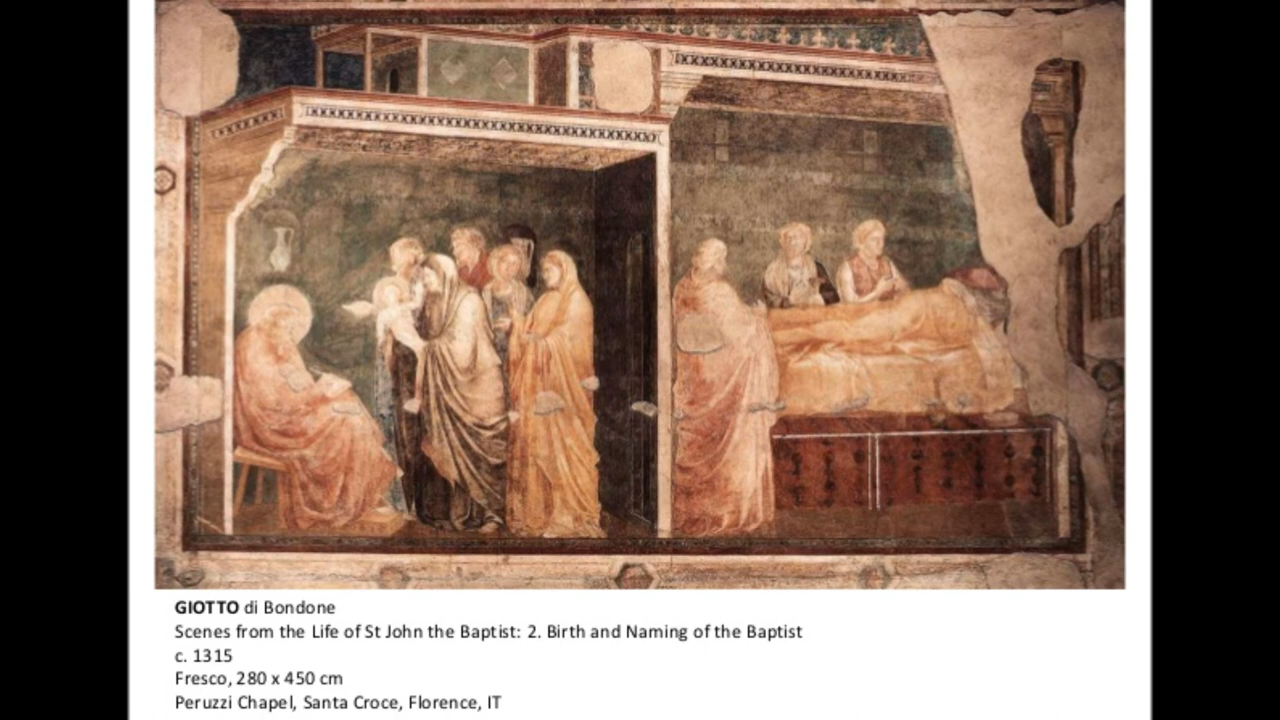 GIOTTO di Bondone
Scenes from the Life of St John the Baptist: 2. Birth and Naming of the Baptist
c. 1315
Fresco, 280 x 450 cm
Peruzzi Chapel, Santa Croce, Florence, IT